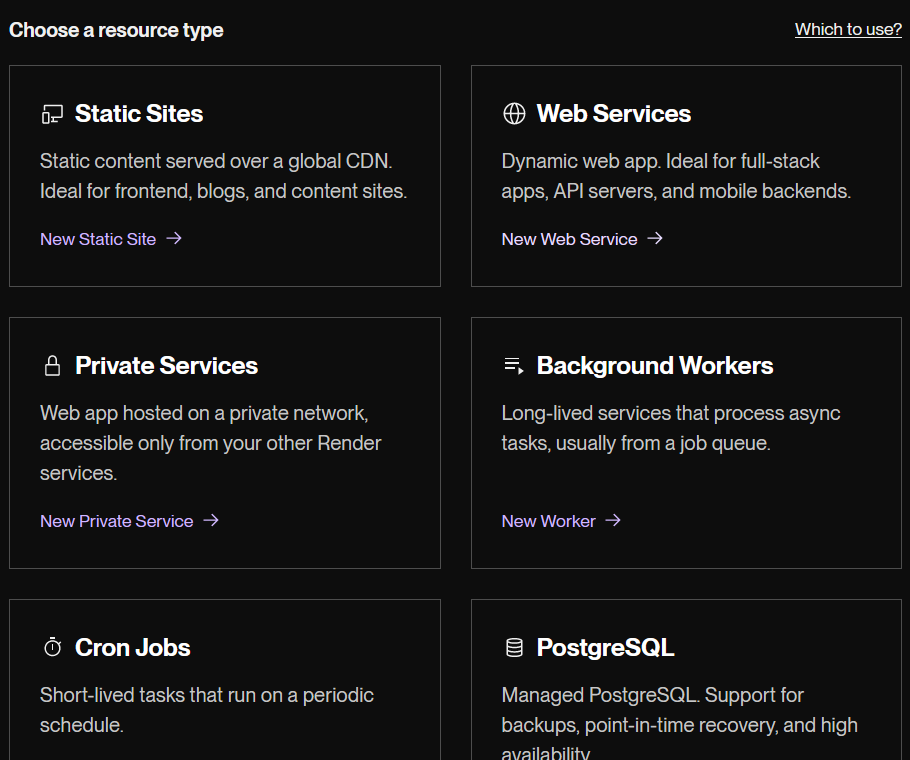 Choose a resource type
Which to use?
Static Sites
Static content served over a global CDN.
Ideal for frontend, blogs, and content sites.
New Static Site →
Web Services
Dynamic web app. Ideal for full-stack
apps, API servers, and mobile backends.
New Web Service →
Private Services
Web app hosted on a private network,
accessible only from your other Render
services.
New Private Service →
Background Workers
Long-lived services that process async
tasks, usually from a job queue.
New Worker →
Cron Jobs
Short-lived tasks that run on a periodic
schedule.
PostgreSQL
Managed PostgreSQL. Support for
backups, point-in-time recovery, and high
availability